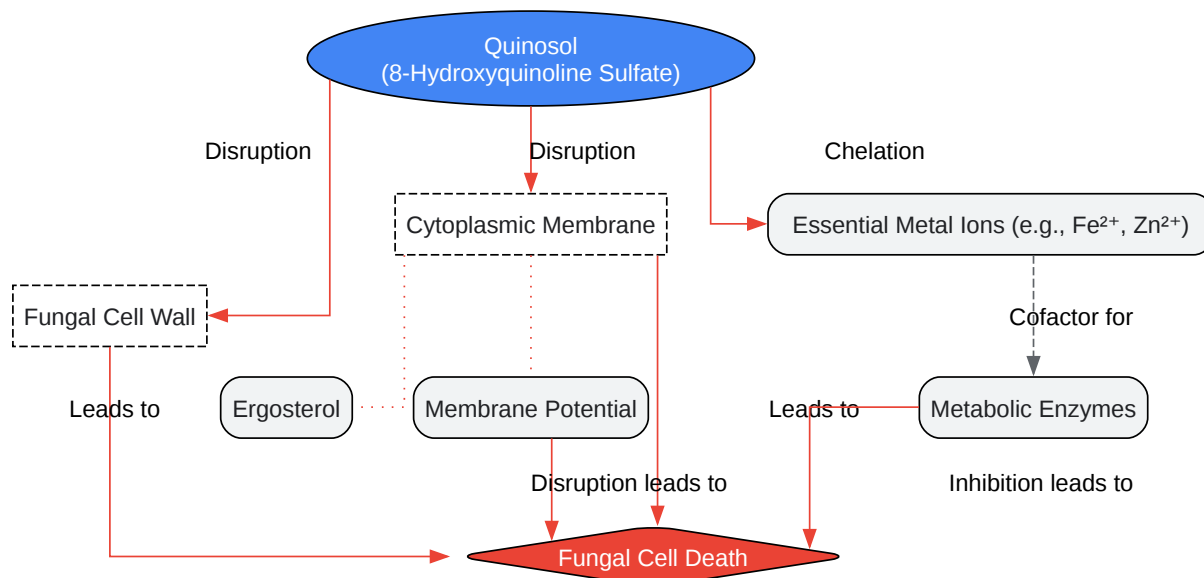 Quinosol
(8-Hydroxyquinoline Sulfate)
Disruption
Disruption
Chelation
Cytoplasmic Membrane
Essential Metal Ions (e.g., Fe²⁺, Zn²⁺)
Fungal Cell Wall
Cofactor for
Leads to
Ergosterol
Membrane Potential
Leads to
Metabolic Enzymes
Disruption leads to
Inhibition leads to
Fungal Cell Death